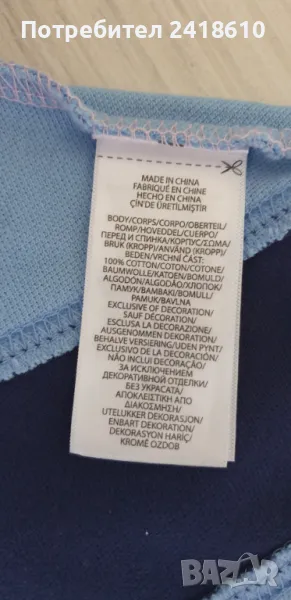 Потребител 2418610
MADE IN CHINA
FABRIQUÉ EN CHINE
HECHO EN CHINA
ÇİN'DE ÜRETİLMİŞTİR
BODY/CORPS/CORPO/OBERTEIL/
ROMP/HOVEDDEL/CUERPO/
ПЕРЕД И СПИНКА/КОРПУС/ΣΩΜΑ/
BRUK (KROPP)/ANVÄND (KROPP)/
BEDEN/VRCHNÍ ČÁST:
100% COTTON/COTON/COTONE/
BAUMWOLLE/KATOEN/BOMULD/
ALGODÓN/ALGODÃO/ХЛОПОК/
ПАМУК/ΒΑΜΒΑΚΙ/BOMULL/
PAMUK/BAVLNA
EXCLUSIVE OF DECORATION/
SAUF DÉCORATION/
ESCLUSA LA DECORAZIONE/
AUSGENOMMEN DEKORATION/
BEHALVE VERSIERING/UDEN PYNT/
EXCLUSIVO DE LA DECORACIÓN/
NÃO INCLUI DECORAÇÃO/
ЗА ИСКЛЮЧЕНИЕМ
ДЕКОРАТИВНОЙ ОТДЕЛКИ/
БЕЗ УКРАСАТА/
ΑΠΟΚΛΕΙΣΤΙΚΗ ΑΠΟ
ΔΙΑΚΟΣΜΗΣΗ/
UTELUKKER DEKORASJON/
ENBART DEKORATION/
DEKORASYON HARİÇ/
KROMĚ OZDOB
BAZAR
bg